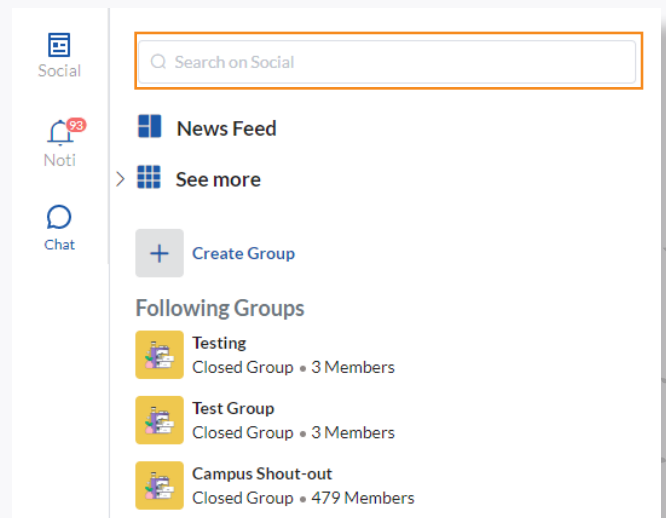 Social
93
Noti
Chat
Search on Social
News Feed
See more
Create Group
Following Groups
Testing
Closed Group • 3 Members
Test Group
Closed Group • 3 Members
Campus Shout-out
Closed Group • 479 Members